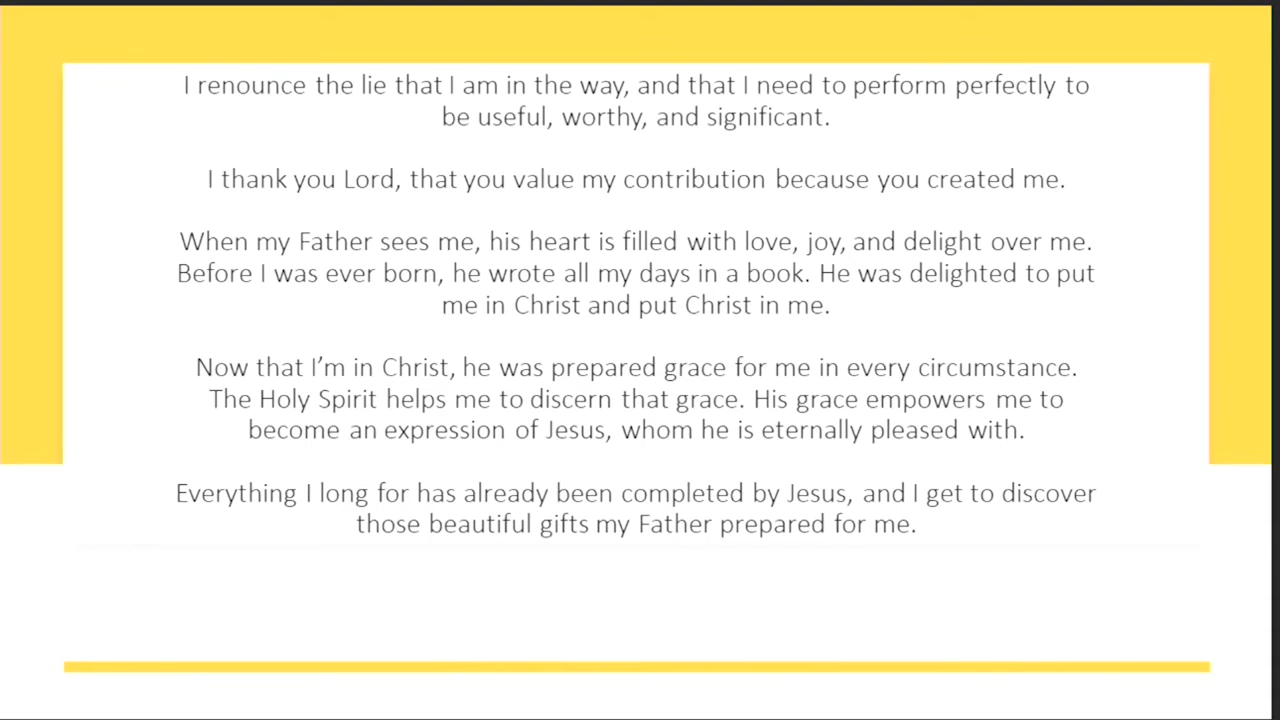 I renounce the lie that I am in the way, and that I need to perform perfectly to
be useful, worthy, and significant.
I thank you Lord, that you value my contribution because you created me.
When my Father sees me, his heart is filled with love, joy, and delight over me.
Before I was ever born, he wrote all my days in a book. He was delighted to put
me in Christ and put Christ in me.
Now that I’m in Christ, he was prepared grace for me in every circumstance.
The Holy Spirit helps me to discern that grace. His grace empowers me to
become an expression of Jesus, whom he is eternally pleased with.
Everything I long for has already been completed by Jesus, and I get to discover
those beautiful gifts my Father prepared for me.